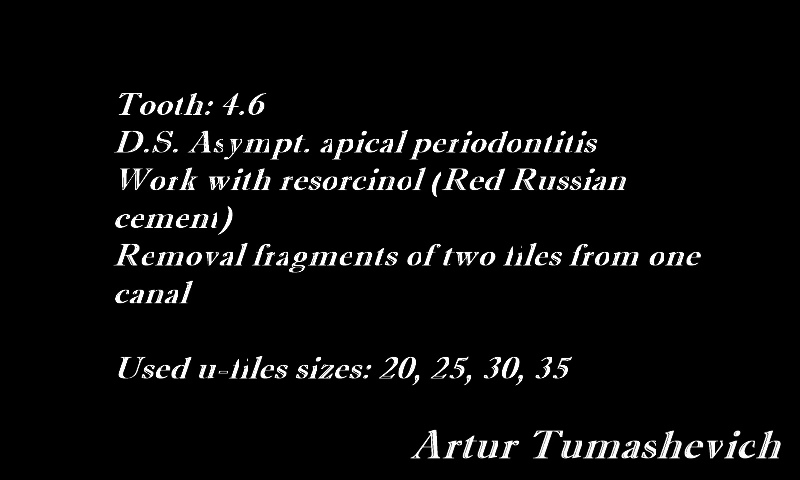 Tooth: 4.6
D.S. Asympt. apical periodontitis
Work with resorcinol (Red Russian
cement)
Removal fragments of two files from one
canal
Used u-files sizes: 20, 25, 30, 35
Artur Tumashevich